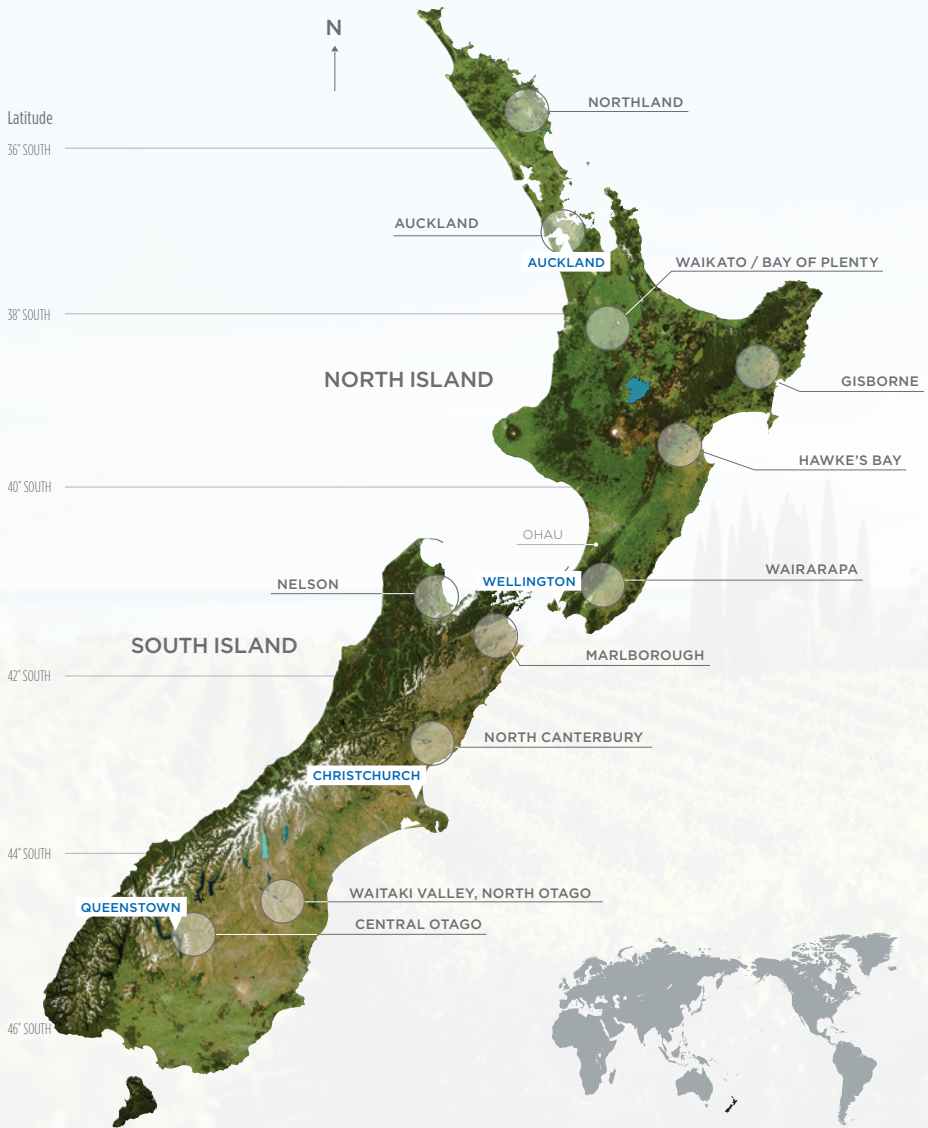 N
NORTHLAND
Latitude
36° SOUTH
AUCKLAND
AUCKLAND
WAIKATO / BAY OF PLENTY
38° SOUTH
NORTH ISLAND
GISBORNE
HAWKE'S BAY
40° SOUTH
OHAU
WAIRARAPA
NELSON
WELLINGTON
SOUTH ISLAND
MARLBOROUGH
42° SOUTH
NORTH CANTERBURY
CHRISTCHURCH
44° SOUTH
WAITAKI VALLEY, NORTH OTAGO
QUEENSTOWN
CENTRAL OTAGO
46° SOUTH